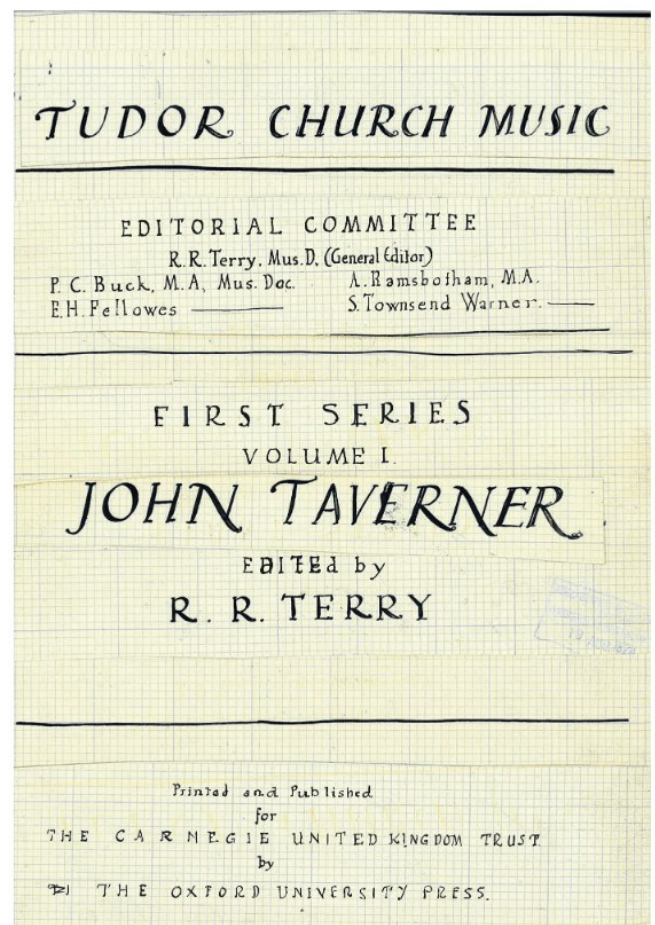 TUDOR CHURCH MUSIC
EDITORIAL COMMITTEE
R.R. Terry, Mus.D. (General Editor)
P. C. Buck, M.A, Mus. Doc. A. Ramsbotham, M.A.
E.H. Fellowes S. Townsend Warner.
FIRST SERIES
VOLUME I.
JOHN TAVERNER
EDITEd by
R. R. TERRY
Printed and Published
for
THE CARNEGIE UNITED KINGDOM TRUST
by
THE OXFORD UNIVERSITY PRESS.